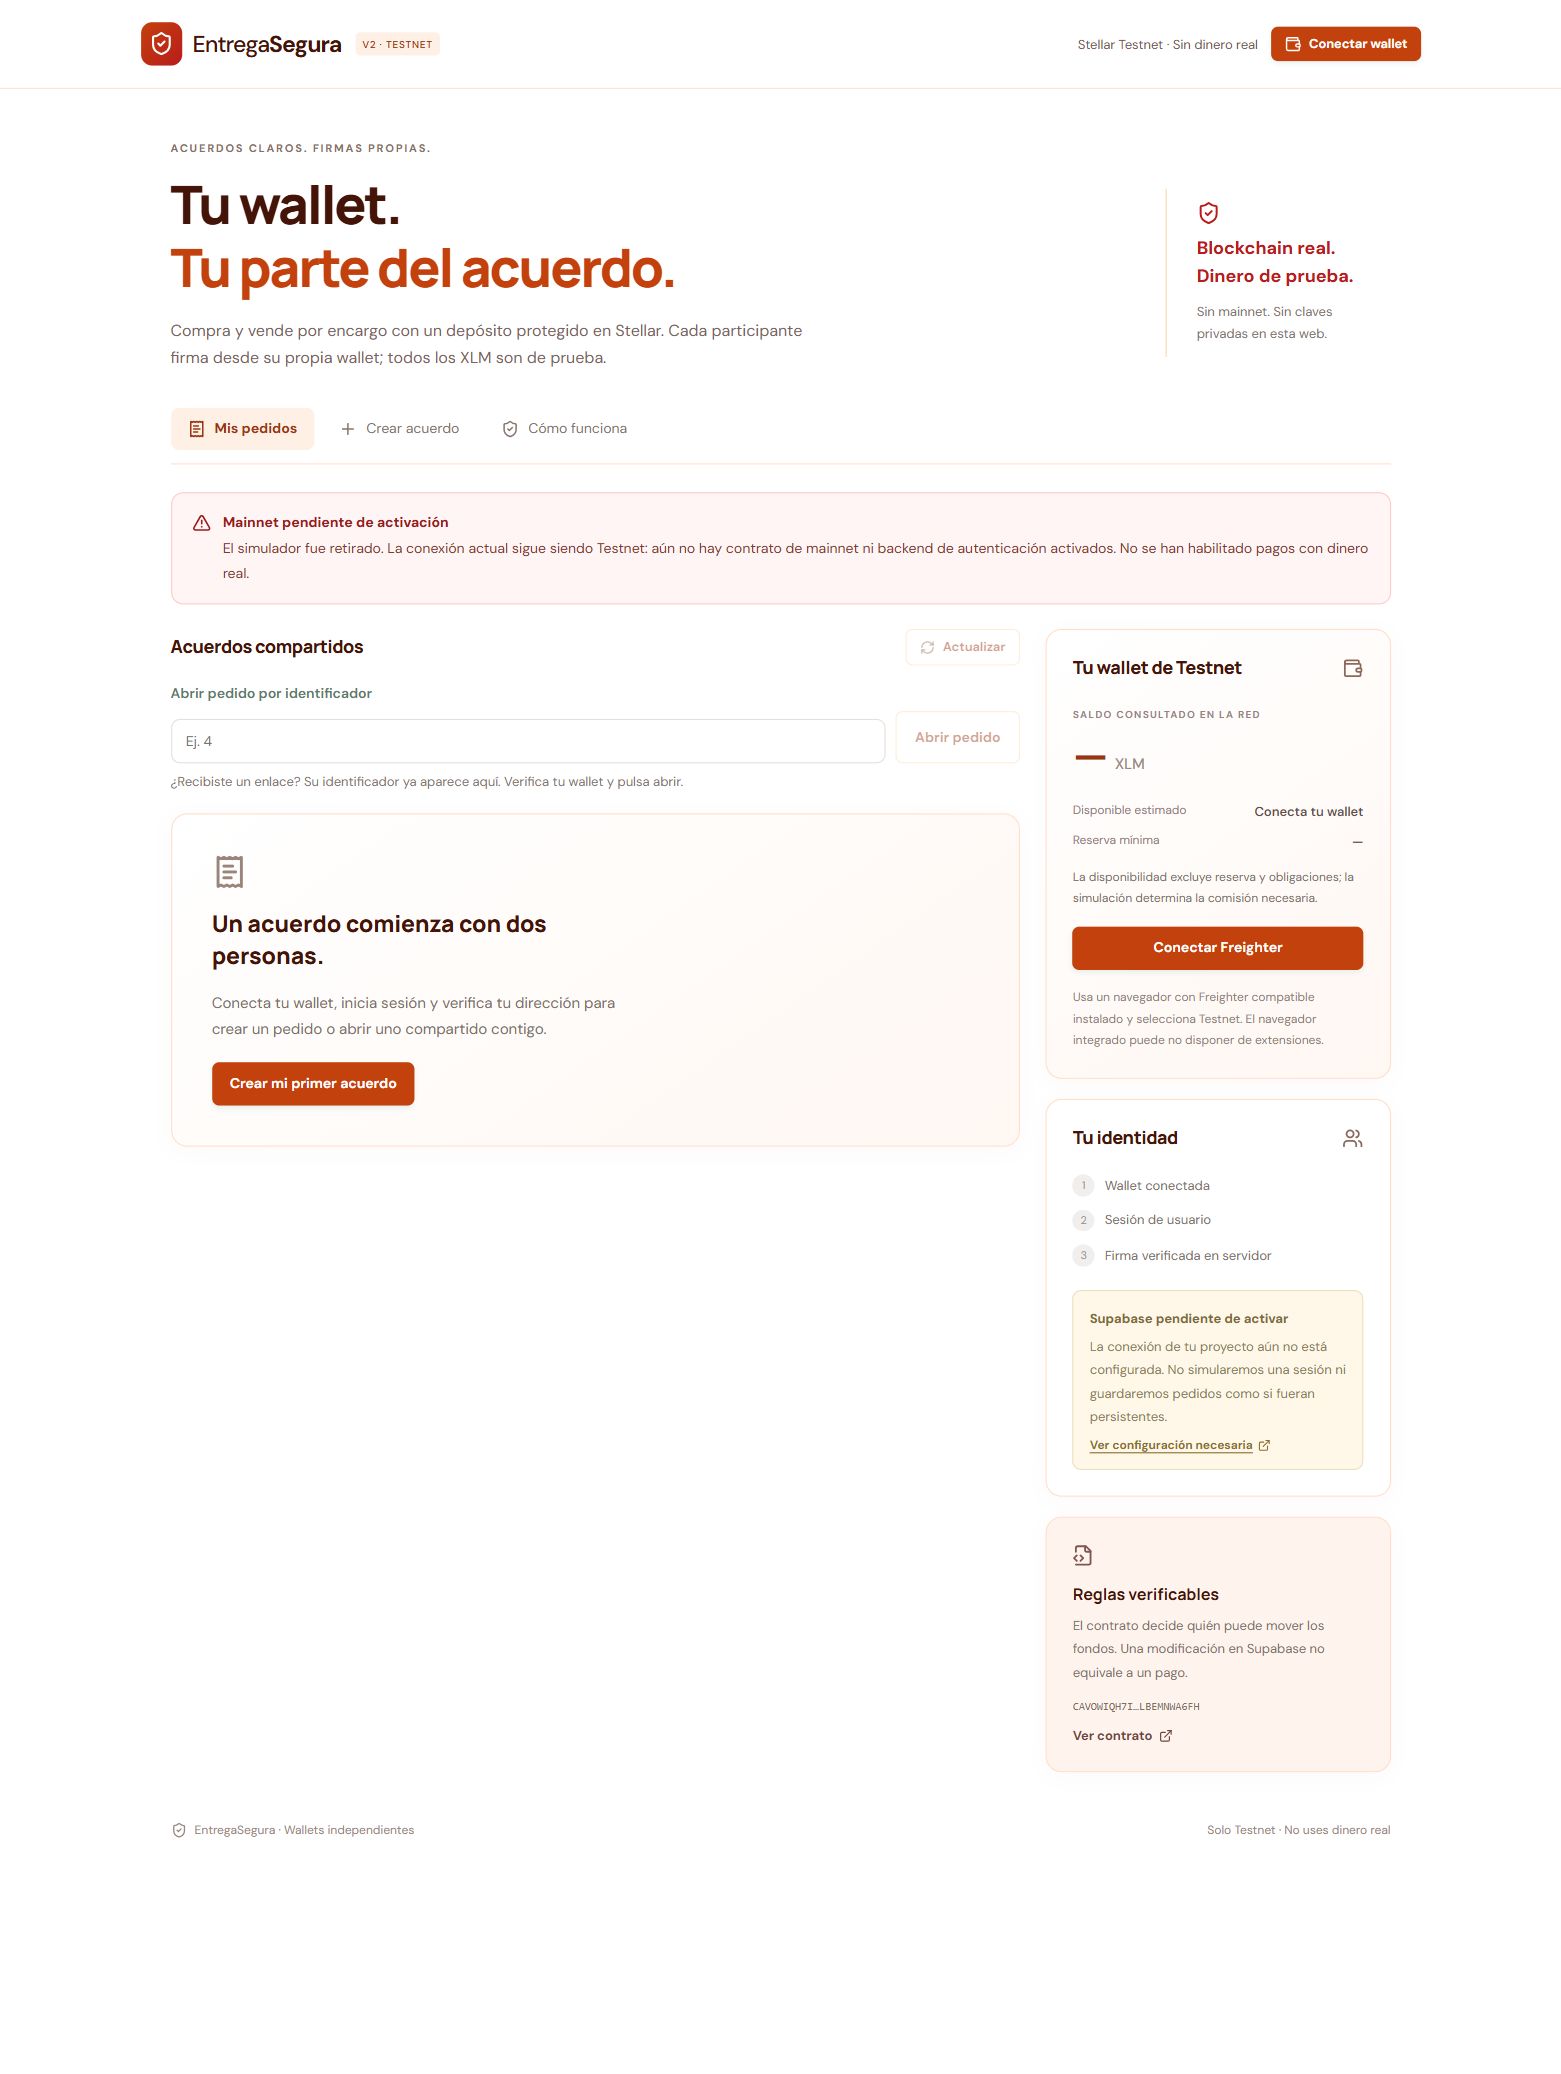 EntregaSegura
V2 · TESTNET
Stellar Testnet · Sin dinero real
Conectar wallet
ACUERDOS CLAROS. FIRMAS PROPIAS.
Tu wallet.
Tu parte del acuerdo.
Compra y vende por encargo con un depósito protegido en Stellar. Cada participante
firma desde su propia wallet; todos los XLM son de prueba.
Blockchain real.
Dinero de prueba.
Sin mainnet. Sin claves
privadas en esta web.
Mis pedidos
Crear acuerdo
Cómo funciona
Mainnet pendiente de activación
El simulador fue retirado. La conexión actual sigue siendo Testnet: aún no hay contrato de mainnet ni backend de autenticación activados. No se han habilitado pagos con dinero
real.
Acuerdos compartidos
Actualizar
Abrir pedido por identificador
Ej. 4
Abrir pedido
¿Recibiste un enlace? Su identificador ya aparece aquí. Verifica tu wallet y pulsa abrir.
Un acuerdo comienza con dos
personas.
Conecta tu wallet, inicia sesión y verifica tu dirección para
crear un pedido o abrir uno compartido contigo.
Crear mi primer acuerdo
Tu wallet de Testnet
SALDO CONSULTADO EN LA RED
— XLM
Disponible estimado
Conecta tu wallet
Reserva mínima
—
La disponibilidad excluye reserva y obligaciones; la
simulación determina la comisión necesaria.
Conectar Freighter
Usa un navegador con Freighter compatible
instalado y selecciona Testnet. El navegador
integrado puede no disponer de extensiones.
Tu identidad
1 Wallet conectada
2 Sesión de usuario
3 Firma verificada en servidor
Supabase pendiente de activar
La conexión de tu proyecto aún no está
configurada. No simularemos una sesión ni
guardaremos pedidos como si fueran
persistentes.
Ver configuración necesaria
Reglas verificables
El contrato decide quién puede mover los
fondos. Una modificación en Supabase no
equivale a un pago.
CAVOWIQH7I…LBEMNWA6FH
Ver contrato
EntregaSegura · Wallets independientes
Solo Testnet · No uses dinero real